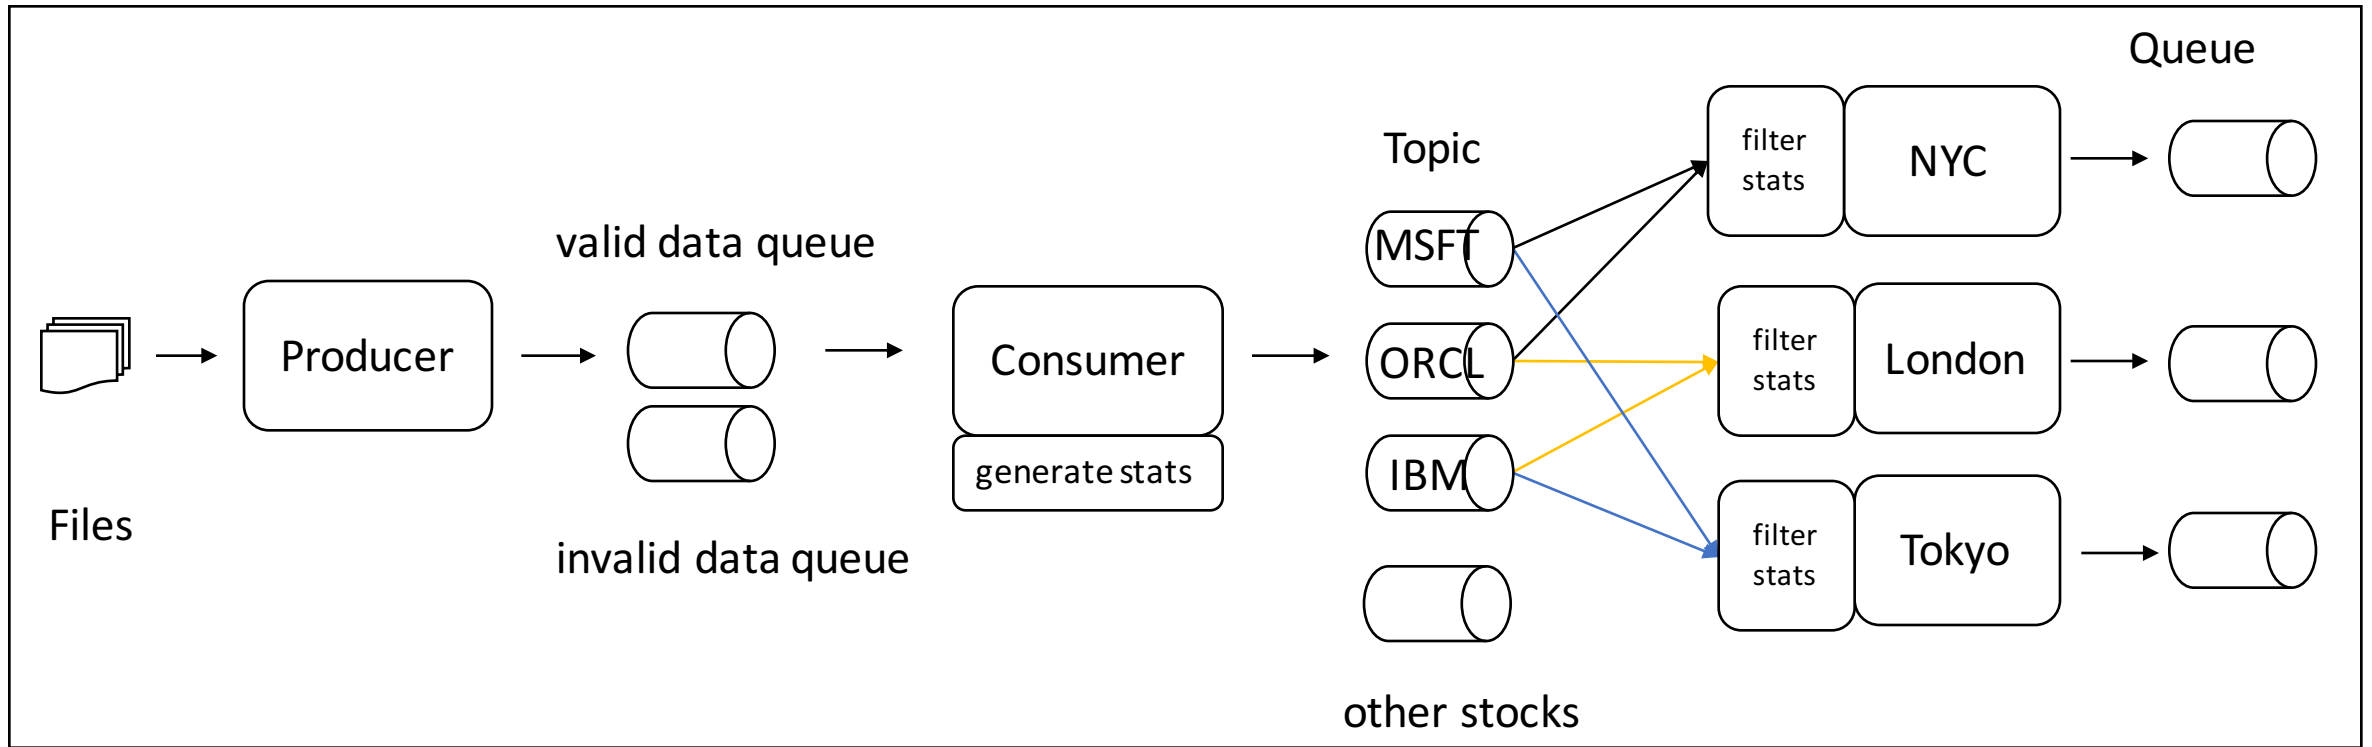 Files
Producer
valid data queue
invalid data queue
Consumer
generate stats
Topic
MSFT
ORCL
IBM
other stocks
filter
stats
NYC
filter
stats
London
filter
stats
Tokyo
Queue